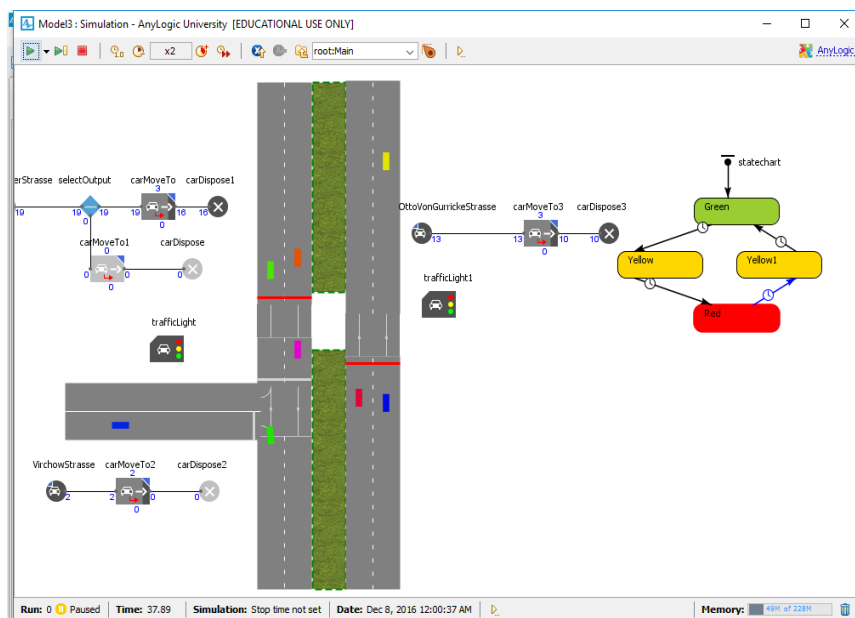 Model3 : Simulation - AnyLogic University [EDUCATIONAL USE ONLY]
x2
root:Main
AnyLogic
erStrasse selectOutput carMoveTo carDispose1
3
19 19 19 19 16 16
0 0
carMoveTo1 carDispose
0
0 0 0 0
0
trafficLight
VirchowStrasse carMoveTo2 carDispose2
2
2 2 0 0
0
OttoVonGurrickeStrasse carMoveTo3 carDispose3
3
13 13 10 10
0
trafficLight1
statechart
Green
Yellow
Yellow1
Red
Run: 0 Paused Time: 37.89 Simulation: Stop time not set Date: Dec 8, 2016 12:00:37 AM Memory: 49M of 228M